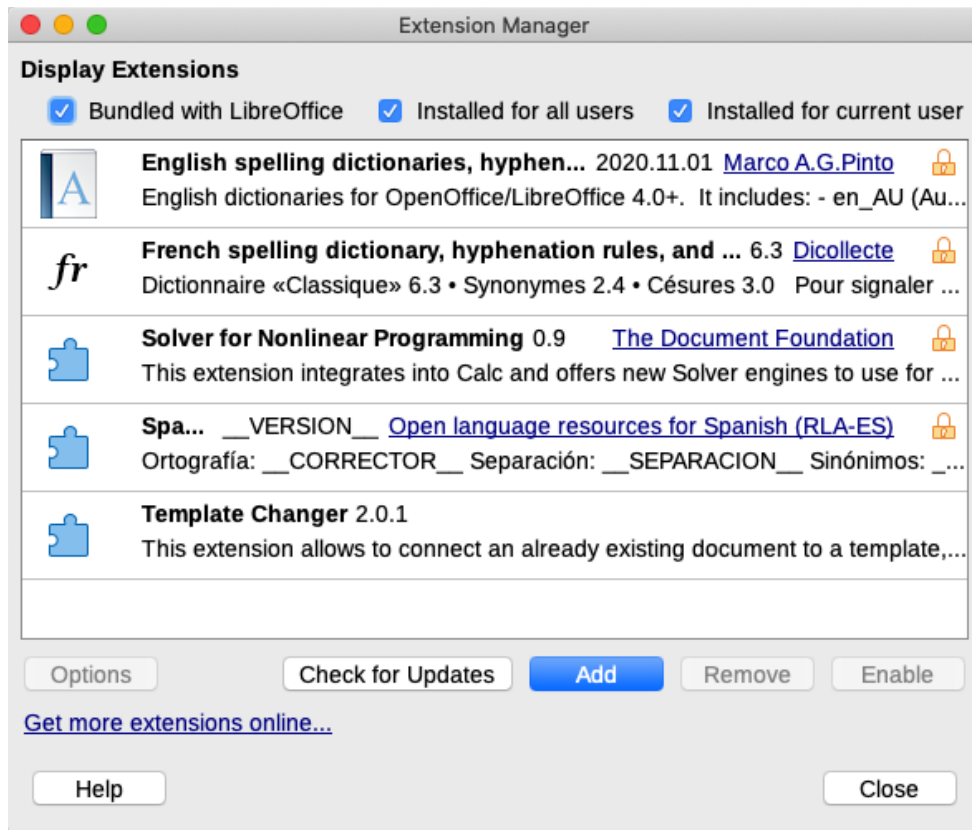 Extension Manager
Display Extensions
Bundled with LibreOffice Installed for all users Installed for current user
English spelling dictionaries, hyphen... 2020.11.01 Marco A.G.Pinto
A English dictionaries for OpenOffice/LibreOffice 4.0+. It includes: - en_AU (Au...
French spelling dictionary, hyphenation rules, and ... 6.3 Dicollecte
fr
Dictionnaire «Classique» 6.3 • Synonymes 2.4 • Césures 3.0 Pour signaler ...
Solver for Nonlinear Programming 0.9 The Document Foundation
This extension integrates into Calc and offers new Solver engines to use for ...
Spa... __VERSION__ Open language resources for Spanish (RLA-ES)
Ortografía: __CORRECTOR__ Separación: __SEPARACION__ Sinónimos: _...
Template Changer 2.0.1
This extension allows to connect an already existing document to a template,...
Options Check for Updates Add Remove Enable
Get more extensions online...
Help Close